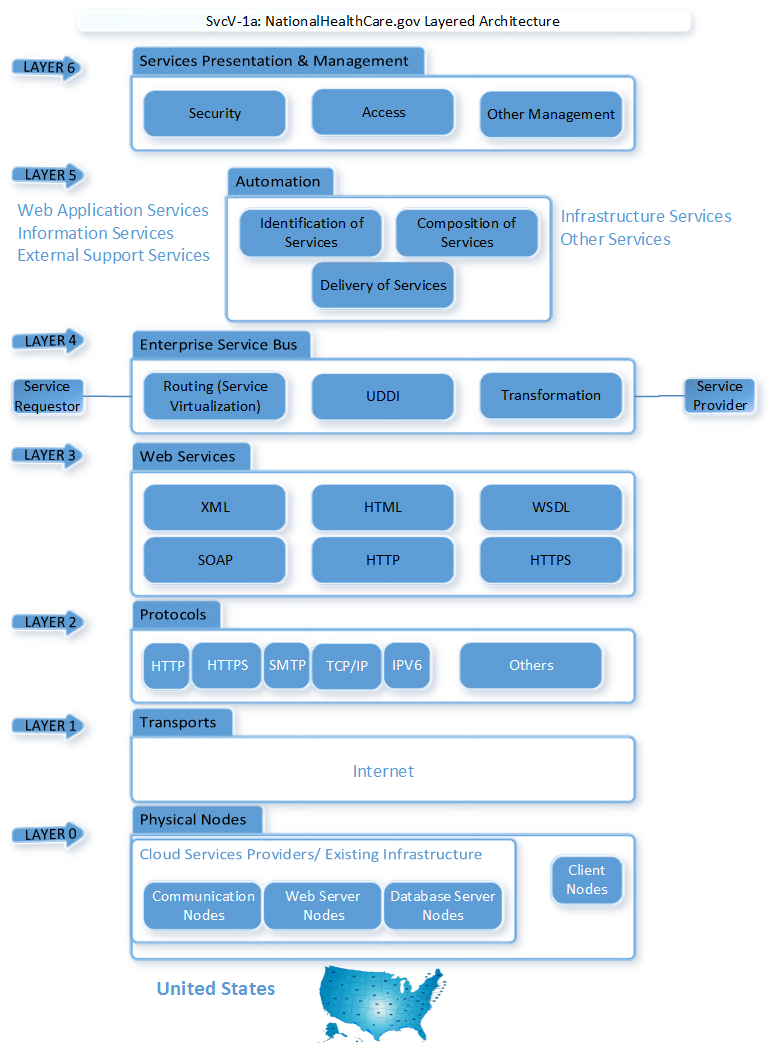 SvcV-1a: NationalHealthCare.gov Layered Architecture
LAYER 6
Services Presentation & Management
Security
Access
Other Management
LAYER 5
Automation
Web Application Services
Information Services
External Support Services
Identification of
Services
Composition of
Services
Delivery of Services
Infrastructure Services
Other Services
LAYER 4
Enterprise Service Bus
Service
Requestor
Routing (Service
Virtualization)
UDDI
Transformation
Service
Provider
LAYER 3
Web Services
XML
HTML
WSDL
SOAP
HTTP
HTTPS
LAYER 2
Protocols
HTTP
HTTPS
SMTP
TCP/IP
IPV6
Others
LAYER 1
Transports
Internet
LAYER 0
Physical Nodes
Cloud Services Providers/ Existing Infrastructure
Communication
Nodes
Web Server
Nodes
Database Server
Nodes
Client
Nodes
United States